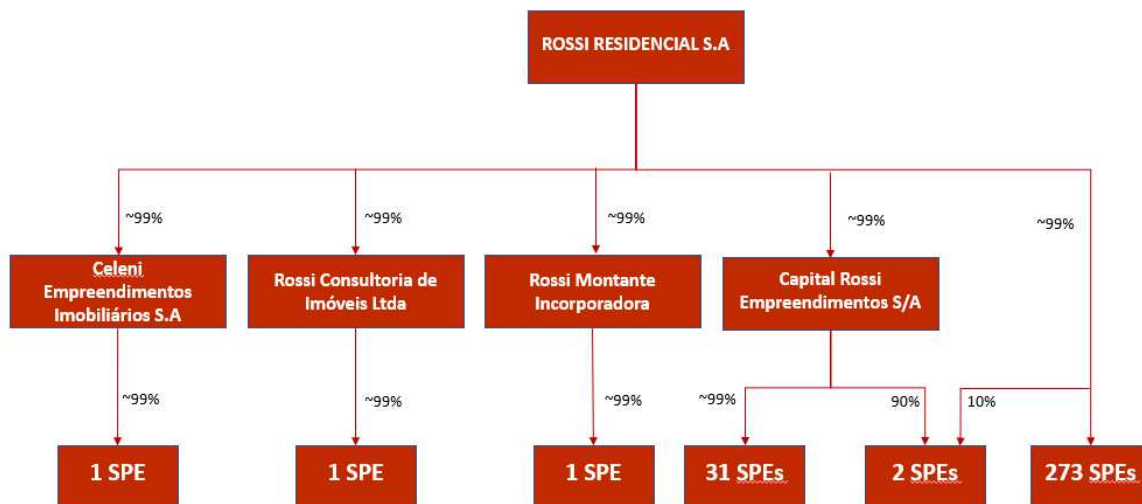 ROSSI RESIDENCIAL S.A
~99%
~99%
~99%
~99%
~99%
Celeni
Empreendimentos
Imobiliários S.A
Rossi Consultoria de
Imóveis Ltda
Rossi Montante
Incorporadora
Capital Rossi
Empreendimentos S/A
~99%
~99%
~99%
~99%
90%
10%
1 SPE
1 SPE
1 SPE
31 SPEs
2 SPEs
273 SPEs